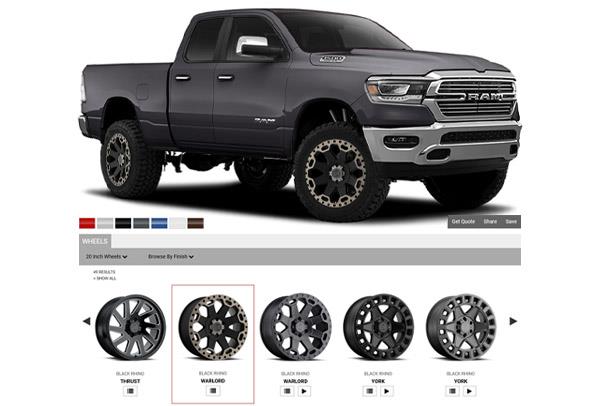 RAM
Get Quote Share Save
WHEELS
20 Inch Wheels Browse By Finish
49 RESULTS
+ SHOW ALL
BLACK RHINO BLACK RHINO BLACK RHINO BLACK RHINO BLACK RHINO
THRUST WARLORD WARLORD YORK YORK